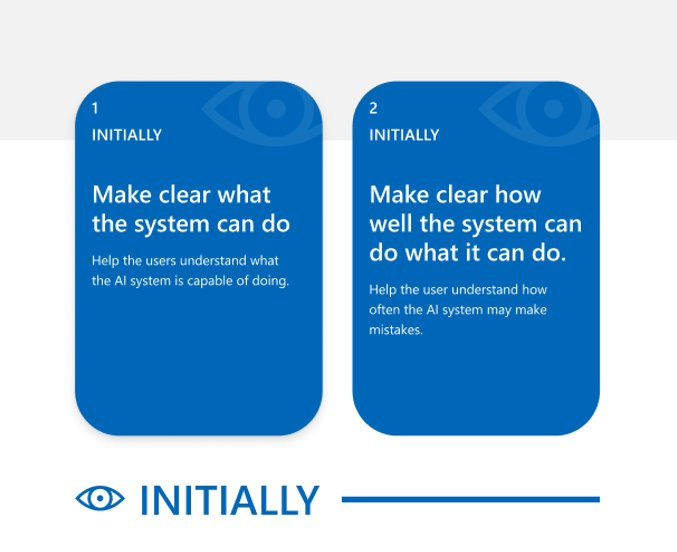 1
INITIALLY
Make clear what
the system can do
Help the users understand what
the AI system is capable of doing.
2
INITIALLY
Make clear how
well the system can
do what it can do.
Help the user understand how
often the AI system may make
mistakes.
INITIALLY